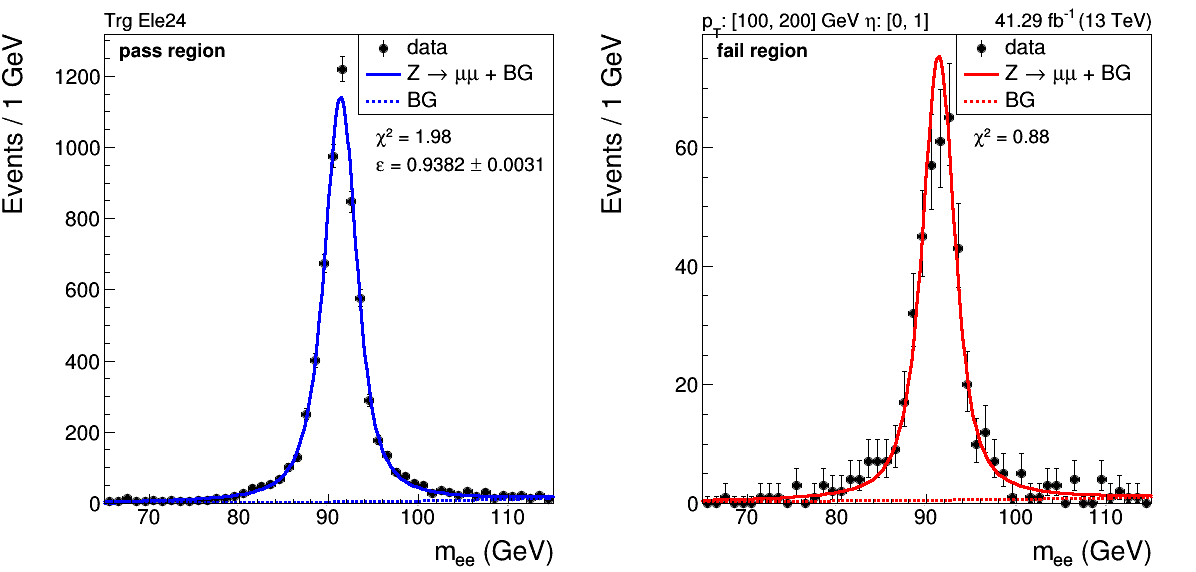 Trg Ele24
pass region
data
Z → μμ + BG
BG
χ² = 1.98
ε = 0.9382 ± 0.0031
Events / 1 GeV
1200
1000
800
600
400
200
0
70 80 90 100 110
m_ee (GeV)
p_T: [100, 200] GeV η: [0, 1] 41.29 fb⁻¹ (13 TeV)
fail region
data
Z → μμ + BG
BG
χ² = 0.88
Events / 1 GeV
60
40
20
0
70 80 90 100 110
m_ee (GeV)